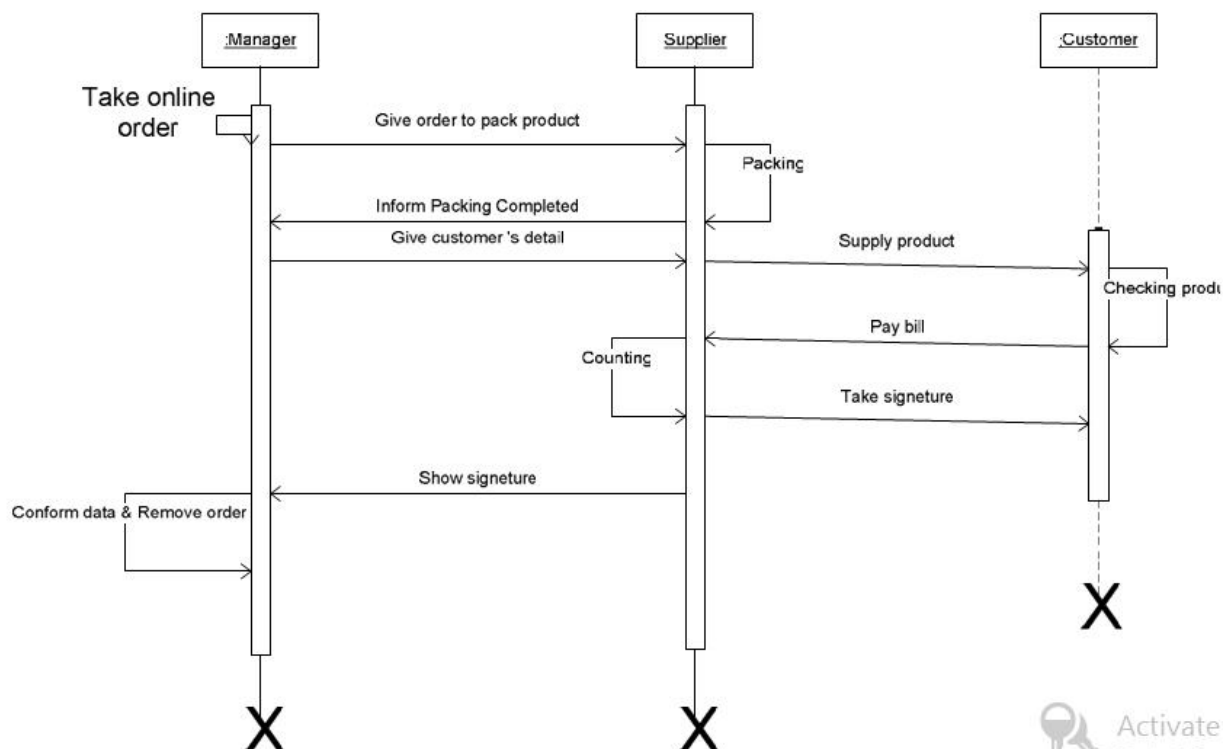 :Manager
Supplier
:Customer
Take online
order
Give order to pack product
Packing
Inform Packing Completed
Give customer 's detail
Supply product
Checking produ
Pay bill
Counting
Take signeture
Show signeture
Conform data & Remove order
X
X
X
Activate